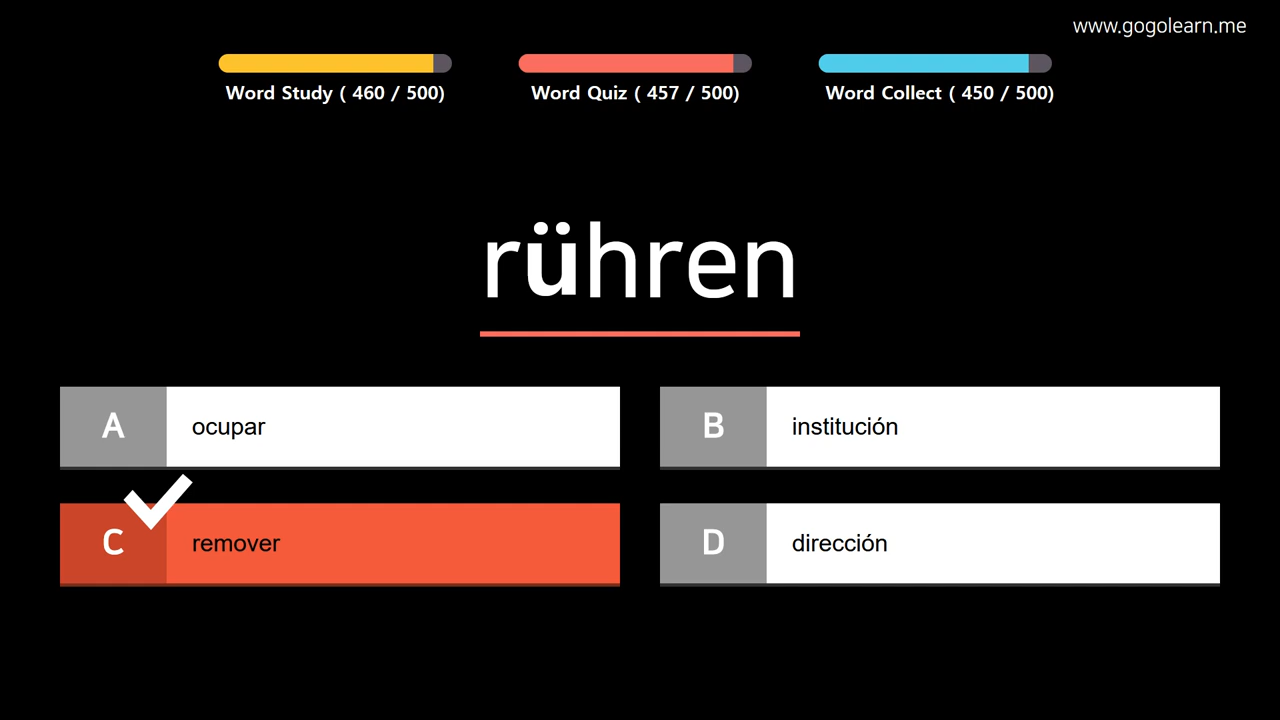 www.gogolearn.me
Word Study ( 460 / 500)
Word Quiz ( 457 / 500)
Word Collect ( 450 / 500)
rühren
A
ocupar
B
institución
C
remover
D
dirección